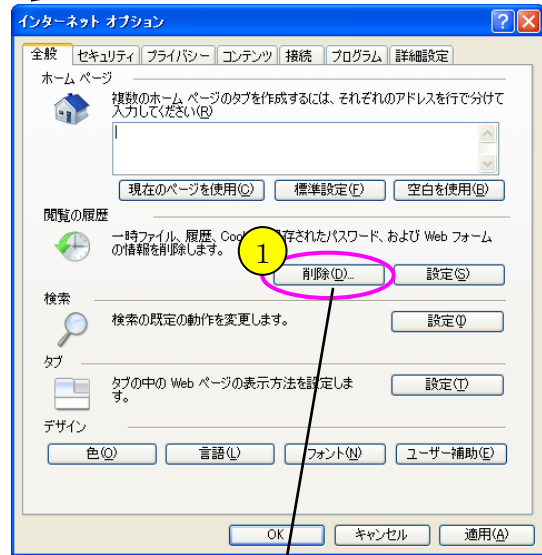 インターネット オプション
全般 セキュリティ プライバシー コンテンツ 接続 プログラム 詳細設定
ホーム ページ
複数のホーム ページのタブを作成するには、それぞれのアドレスを行で分けて
入力してください(R)
現在のページを使用(C) 標準設定(F) 空白を使用(B)
閲覧の履歴
一時ファイル、履歴、 存されたパスワード、および Web フォーム
の情報を削除します。
1
削除(D)... 設定(S)
検索
検索の既定の動作を変更します。
設定(I)
タブ
タブの中の Web ページの表示方法を設定しま
す。
設定(T)
デザイン
色(O) 言語(L) フォント(N) ユーザー補助(E)
OK キャンセル 適用(A)